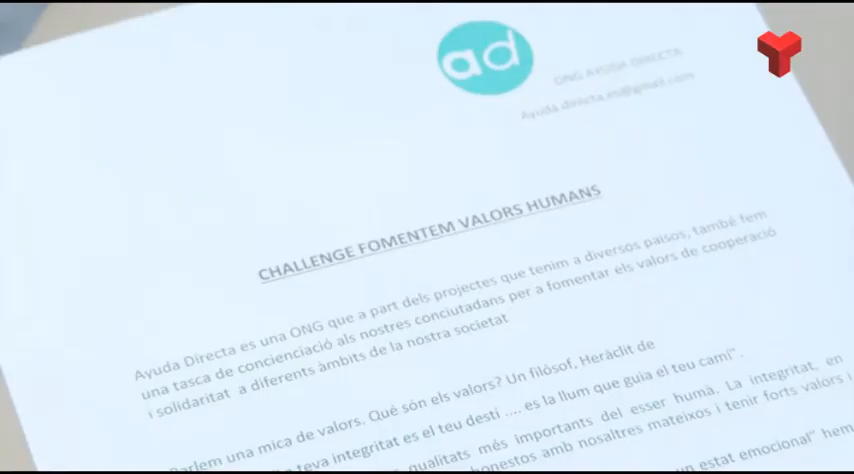 ad
ONG AYUDA DIRECTA
Ayuda.directa.es@gmail.com
CHALLENGE FOMENTEM VALORS HUMANS
Ayuda Directa es una ONG que a part dels projectes que tenim a diversos països, també fem
una tasca de concienciació als nostres conciutadans per a fomentar els valors de cooperació
i solidaritat a diferents àmbits de la nostra societat
Parlem una mica de valors. Qué són els valors? Un filòsof, Heràclit de
teva integritat es el teu destí .... es la llum que guia el teu camí".
qualitats més importants del esser humà. La integritat, en
honestos amb nosaltres mateixos i tenir forts valors i
un estat emocional" hem